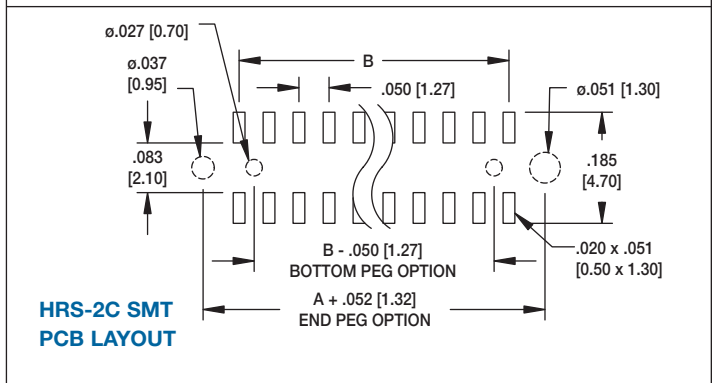 ø.027 [0.70]
ø.037
[0.95]
B
.050 [1.27]
ø.051 [1.30]
.083
[2.10]
.185
[4.70]
B - .050 [1.27]
BOTTOM PEG OPTION
.020 x .051
[0.50 x 1.30]
A + .052 [1.32]
END PEG OPTION
HRS-2C SMT
PCB LAYOUT